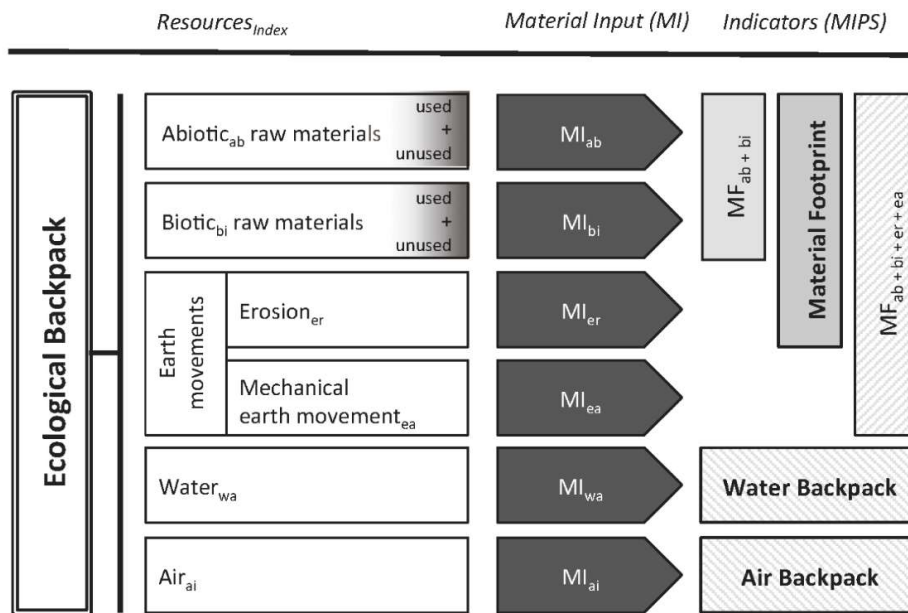 Resources_Index Material Input (MI) Indicators (MIPS)
Ecological Backpack
Abiotic_ab raw materials
used
+
unused
MI_ab
Biotic_bi raw materials
used
+
unused
MI_bi
Earth
movements
Erosion_er
MI_er
Mechanical
earth movement_ea
MI_ea
Water_wa
MI_wa
Air_ai
MI_ai
MF_ab + bi
Material Footprint
MF_ab + bi + er + ea
Water Backpack
Air Backpack